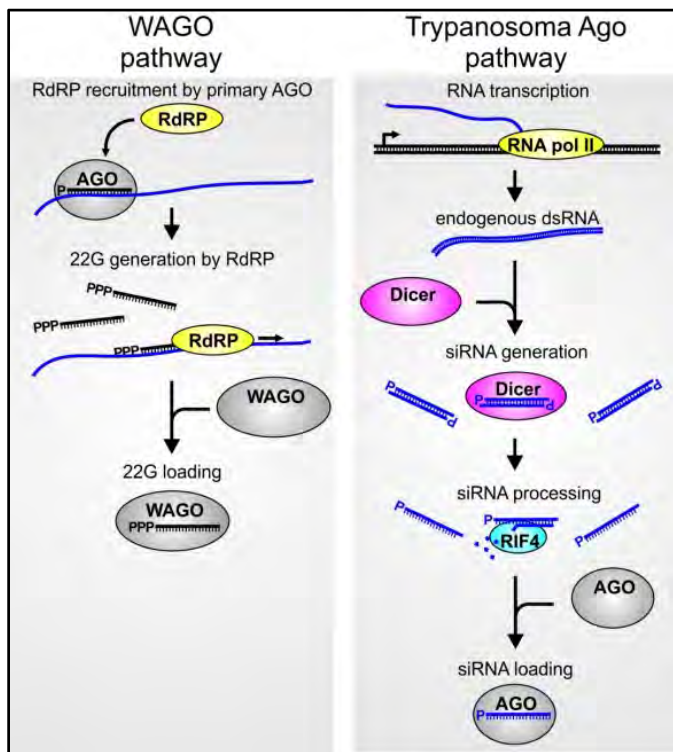 WAGO
pathway
RdRP recruitment by primary AGO
RdRP
AGO
P
22G generation by RdRP
PPP
PPP
PPP
RdRP
WAGO
22G loading
WAGO
PPP
Trypanosoma Ago
pathway
RNA transcription
RNA pol II
endogenous dsRNA
Dicer
siRNA generation
P
P
Dicer
P
P
P
P
siRNA processing
P
P
P
RIF4
AGO
siRNA loading
AGO
P